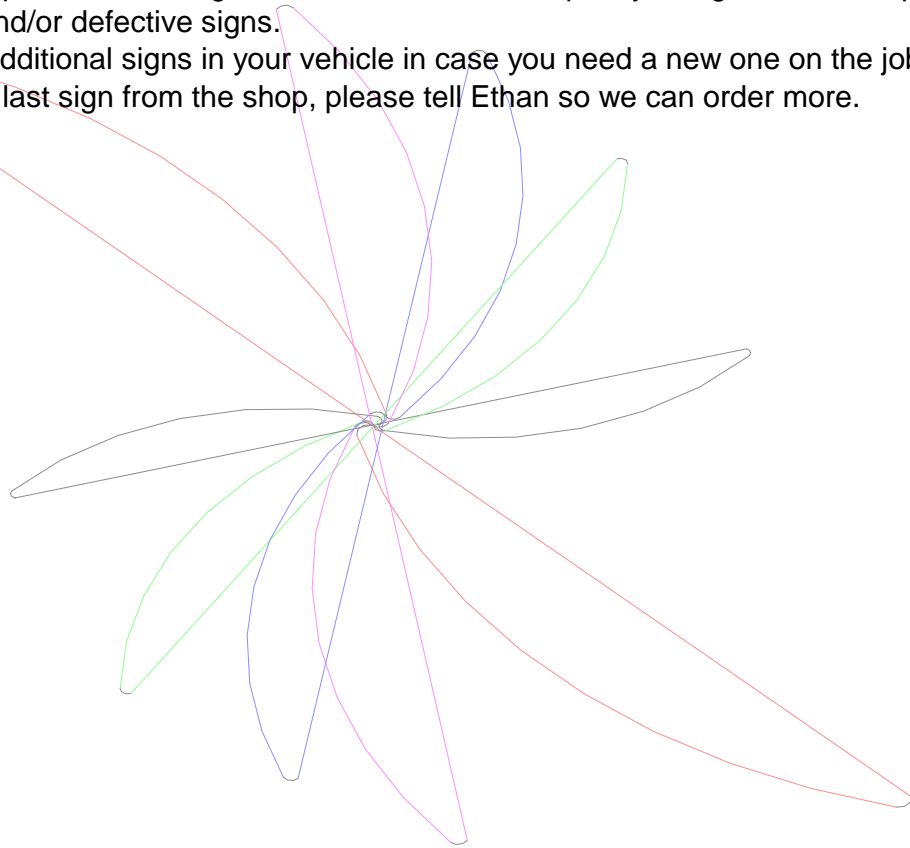 nd/or defective signs.
dditional signs in your vehicle in case you need a new one on the job
last sign from the shop, please tell Ethan so we can order more.